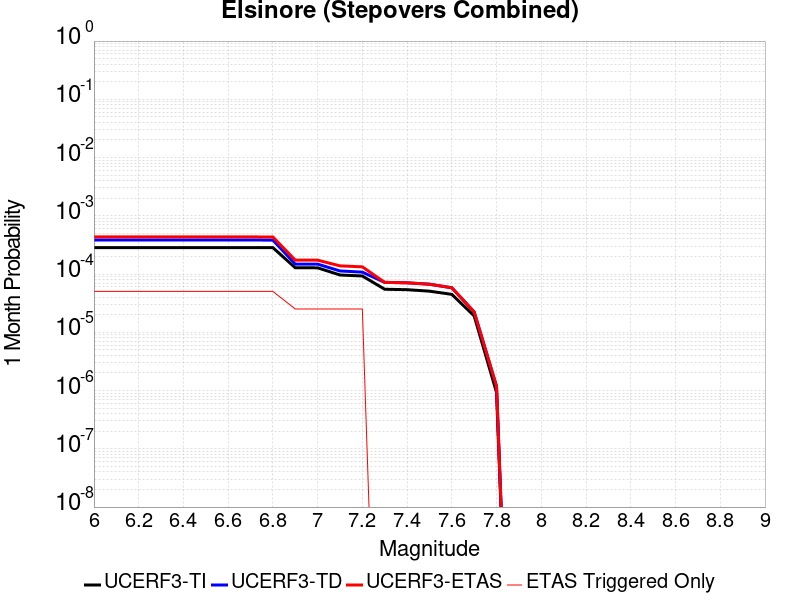 Elsinore (Stepovers Combined)
10^0
10^-1
10^-2
10^-3
10^-4
10^-5
10^-6
10^-7
10^-8
1 Month Probability
6 6.2 6.4 6.6 6.8 7 7.2 7.4 7.6 7.8 8 8.2 8.4 8.6 8.8 9
Magnitude
UCERF3-TI UCERF3-TD UCERF3-ETAS ETAS Triggered Only